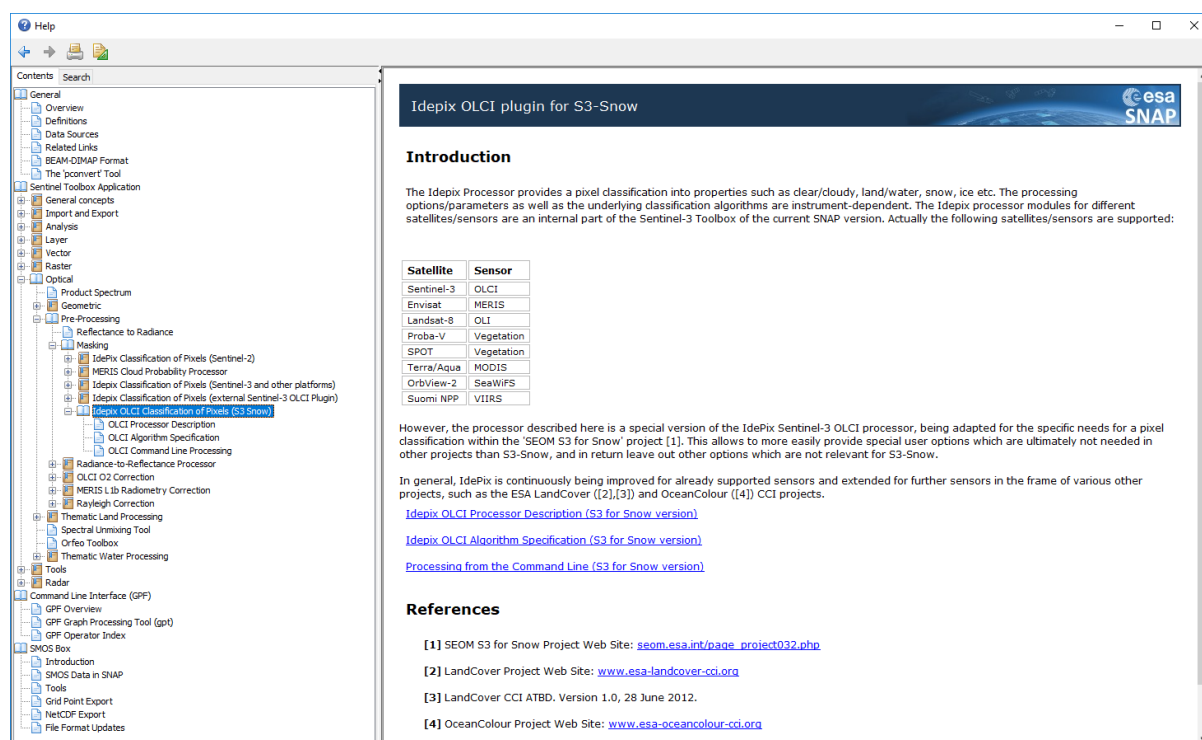 Help
Contents Search
General
Overview
Definitions
Data Sources
Related Links
BEAM-DIMAP Format
The 'pconvert' Tool
Sentinel Toolbox Application
General concepts
Import and Export
Analysis
Layer
Vector
Raster
Optical
Product Spectrum
Geometric
Pre-Processing
Reflectance to Radiance
Masking
IdePix Classification of Pixels (Sentinel-2)
MERIS Cloud Probability Processor
Idepix Classification of Pixels (Sentinel-3 and other platforms)
Idepix Classification of Pixels (external Sentinel-3 OLCI Plugin)
Idepix OLCI Classification of Pixels (S3 Snow)
OLCI Processor Description
OLCI Algorithm Specification
OLCI Command Line Processing
Radiance-to-Reflectance Processor
OLCI O2 Correction
MERIS L1b Radiometry Correction
Rayleigh Correction
Thematic Land Processing
Spectral Unmixing Tool
Orfeo Toolbox
Thematic Water Processing
Tools
Radar
Command Line Interface (GPF)
GPF Overview
GPF Graph Processing Tool (gpt)
GPF Operator Index
SMOS Box
Introduction
SMOS Data in SNAP
Tools
Grid Point Export
NetCDF Export
File Format Updates
Idepix OLCI plugin for S3-Snow
esa
SNAP
Introduction
The Idepix Processor provides a pixel classification into properties such as clear/cloudy, land/water, snow, ice etc. The processing
options/parameters as well as the underlying classification algorithms are instrument-dependent. The Idepix processor modules for different
satellites/sensors are an internal part of the Sentinel-3 Toolbox of the current SNAP version. Actually the following satellites/sensors are supported:
Satellite Sensor
Sentinel-3 OLCI
Envisat MERIS
Landsat-8 OLI
Proba-V Vegetation
SPOT Vegetation
Terra/Aqua MODIS
OrbView-2 SeaWiFS
Suomi NPP VIIRS
However, the processor described here is a special version of the IdePix Sentinel-3 OLCI processor, being adapted for the specific needs for a pixel
classification within the 'SEOM S3 for Snow' project [1]. This allows to more easily provide special user options which are ultimately not needed in
other projects than S3-Snow, and in return leave out other options which are not relevant for S3-Snow.
In general, IdePix is continuously being improved for already supported sensors and extended for further sensors in the frame of various other
projects, such as the ESA LandCover ([2],[3]) and OceanColour ([4]) CCI projects.
Idepix OLCI Processor Description (S3 for Snow version)
Idepix OLCI Algorithm Specification (S3 for Snow version)
Processing from the Command Line (S3 for Snow version)
References
[1] SEOM S3 for Snow Project Web Site: seom.esa.int/page_project032.php
[2] LandCover Project Web Site: www.esa-landcover-cci.org
[3] LandCover CCI ATBD. Version 1.0, 28 June 2012.
[4] OceanColour Project Web Site: www.esa-oceancolour-cci.org